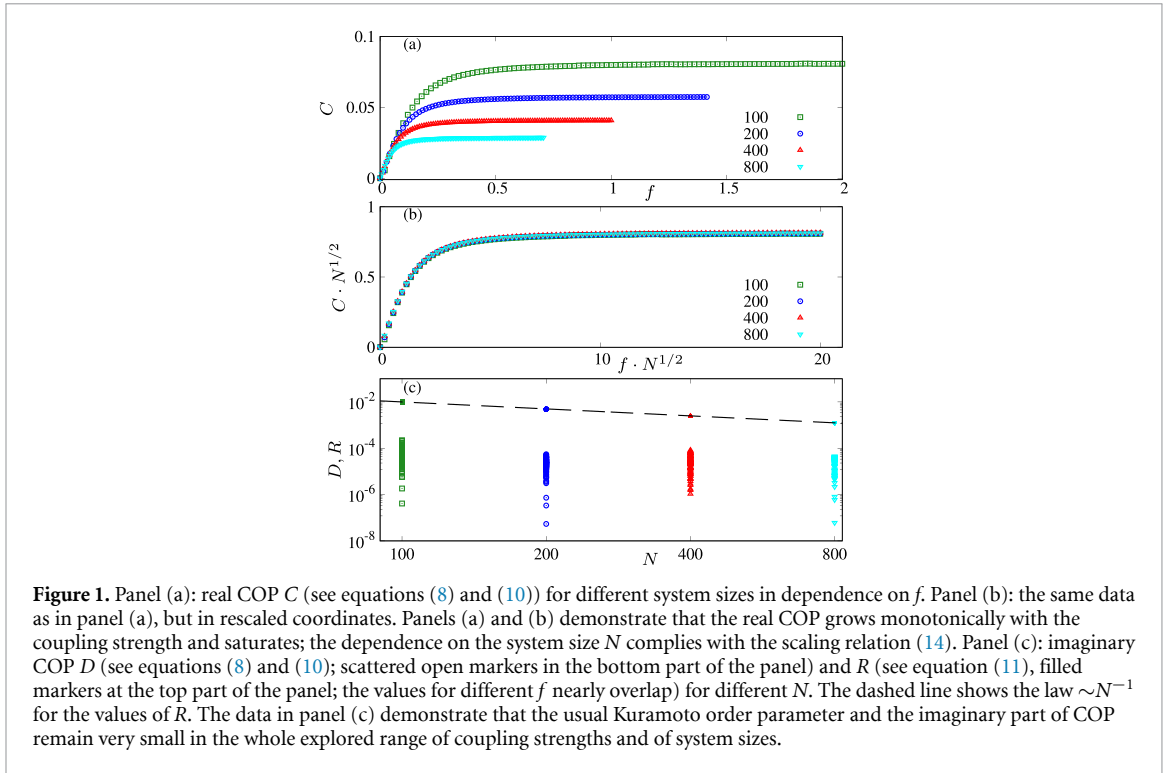 0.1
(a)
C
0.05
100
200
400
800
0
0
0.5
1
1.5
2
f
1
(b)
C · N^{1/2}
0.5
100
200
400
800
0
0
10
20
f · N^{1/2}
(c)
10^{-2}
10^{-4}
10^{-6}
10^{-8}
D, R
100
200
400
800
N
Figure 1. Panel (a): real COP C (see equations (8) and (10)) for different system sizes in dependence on f. Panel (b): the same data
as in panel (a), but in rescaled coordinates. Panels (a) and (b) demonstrate that the real COP grows monotonically with the
coupling strength and saturates; the dependence on the system size N complies with the scaling relation (14). Panel (c): imaginary
COP D (see equations (8) and (10); scattered open markers in the bottom part of the panel) and R (see equation (11), filled
markers at the top part of the panel; the values for different f nearly overlap) for different N. The dashed line shows the law ∼N^{−1}
for the values of R. The data in panel (c) demonstrate that the usual Kuramoto order parameter and the imaginary part of COP
remain very small in the whole explored range of coupling strengths and of system sizes.